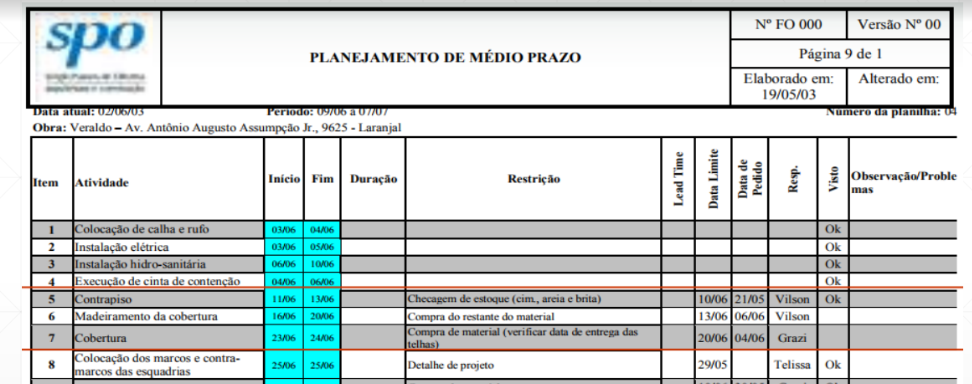 spo
Nº FO 000
Versão Nº 00
PLANEJAMENTO DE MÉDIO PRAZO
Página 9 de 1
Elaborado em:
19/05/03
Alterado em:
Data atual: 02/06/03 Período: 09/06 a 07/07 Número da planilha: 04
Obra: Veraldo – Av. Antônio Augusto Assumpção Jr., 9625 - Laranjal
Item Atividade Início Fim Duração Restrição Lead Time Data Limite Data de Pedido Resp. Visto Observação/Proble
mas
1 Colocação de calha e rufo 03/06 04/06 Ok
2 Instalação elétrica 03/06 05/06 Ok
3 Instalação hidro-sanitária 06/06 10/06 Ok
4 Execução de cinta de contenção 04/06 06/06 Ok
5 Contrapiso 11/06 13/06 Checagem de estoque (cim., areia e brita) 10/06 21/05 Vilson Ok
6 Madeiramento da cobertura 16/06 20/06 Compra do restante do material 13/06 06/06 Vilson
7 Cobertura 23/06 24/06 Compra de material (verificar data de entrega das
telhas) 20/06 04/06 Grazi
8 Colocação dos marcos e contra-
marcos das esquadrias 25/06 25/06 Detalhe de projeto 29/05 Telissa Ok